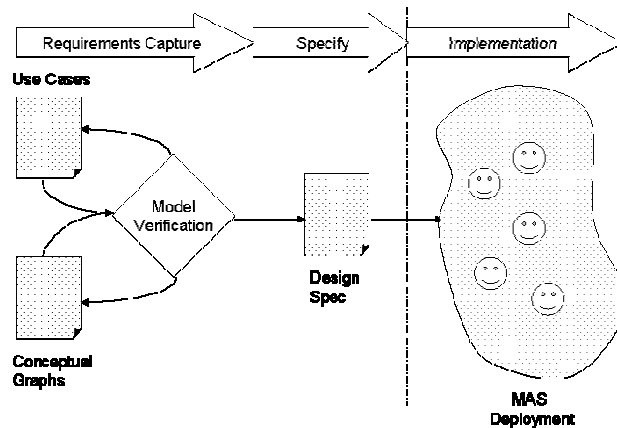 Requirements Capture
Specify
Implementation
Use Cases
Model
Verification
Design
Spec
Conceptual
Graphs
MAS
Deployment